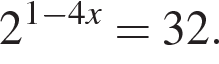 $2^{1-4x} = 32.$